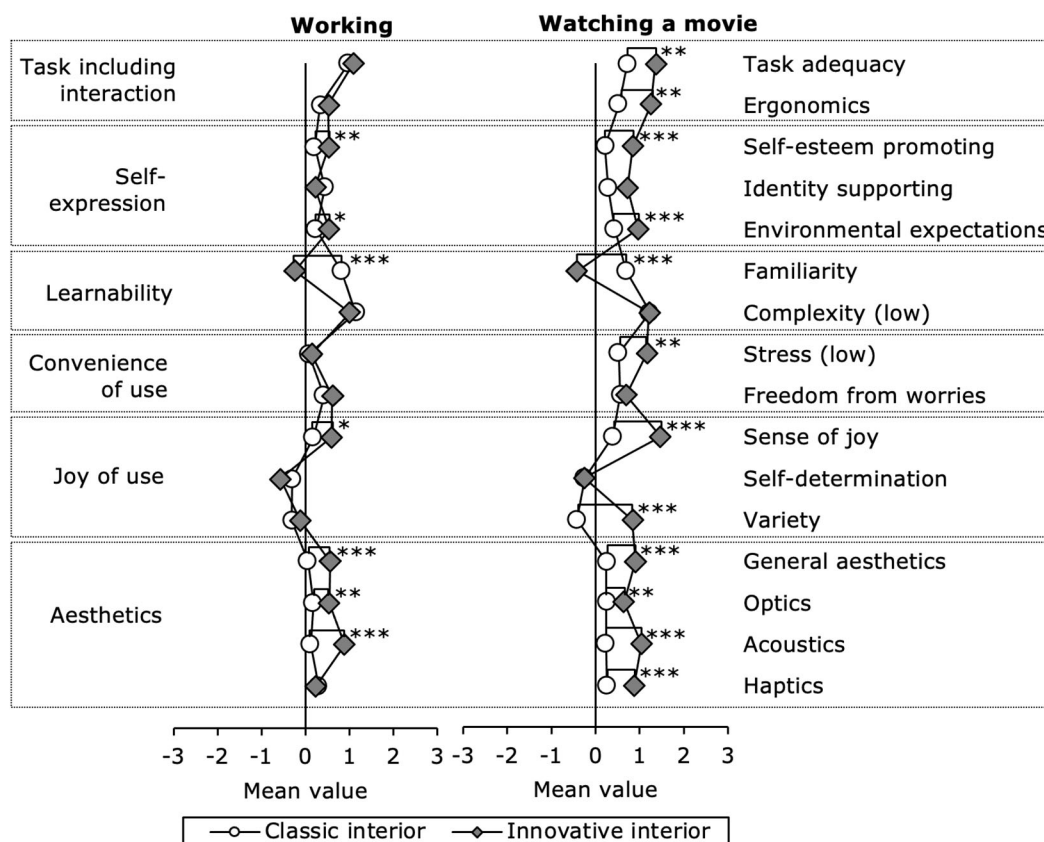 Working Watching a movie
Task including
interaction
** Task adequacy
** Ergonomics
Self-
expression
** *** Self-esteem promoting
Identity supporting
* *** Environmental expectations
Learnability
*** *** Familiarity
Complexity (low)
Convenience
of use
** Stress (low)
Freedom from worries
Joy of use
* *** Sense of joy
Self-determination
*** Variety
Aesthetics
*** *** General aesthetics
** ** Optics
*** *** Acoustics
*** Haptics
-3 -2 -1 0 1 2 3 -3 -2 -1 0 1 2 3
Mean value Mean value
Classic interior Innovative interior